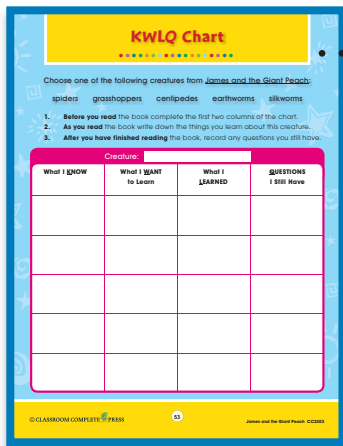 KWLQ Chart
Choose one of the following creatures from James and the Giant Peach:
spiders grasshoppers centipedes earthworms silkworms
1. Before you read the book complete the first two columns of the chart.
2. As you read the book write down the things you learn about this creature.
3. After you have finished reading the book, record any questions you still have.
Creature:
What I KNOW
What I WANT
to Learn
What I
LEARNED
QUESTIONS
I Still Have
© CLASSROOM COMPLETE PRESS
53
James and the Giant Peach CC2303